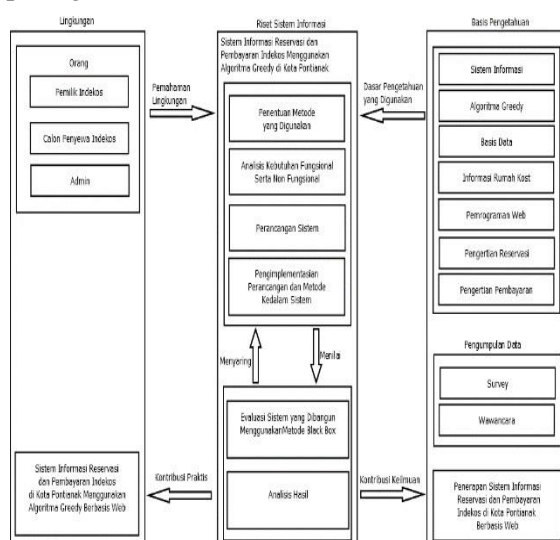 Lingkungan
Orang
Pemilik Indekos
Calon Penyewa Indekos
Admin
Sistem Informasi Reservasi
dan Pembayaran Indekos
di Kota Pontianak Menggunakan
Algoritma Greedy Berbasis Web
Pemahaman
Lingkungan
Kontribusi Praktis
Riset Sistem Informasi
Sistem Informasi Reservasi dan
Pembayaran Indekos Menggunakan
Algoritma Greedy di Kota Pontianak
Penentuan Metode
yang Digunakan
Analisis Kebutuhan Fungsional
Serta Non Fungsional
Perancangan Sistem
Pengimplementasian
Perancangan dan Metode
Kedalam Sistem
Menyaring
Menilai
Evaluasi Sistem yang Dibangun
MenggunakanMetode Black Box
Analisis Hasil
Dasar Pengetahuan
yang Digunakan
Kontribusi Keilmuan
Basis Pengetahuan
Sistem Informasi
Algoritma Greedy
Basis Data
Informasi Rumah Kost
Pemrograman Web
Pengertian Reservasi
Pengertian Pembayaran
Pengumpulan Data
Survey
Wawancara
Penerapan Sistem Informasi
Reservasi dan Pembayaran
Indekos di Kota Pontianak
Berbasis Web